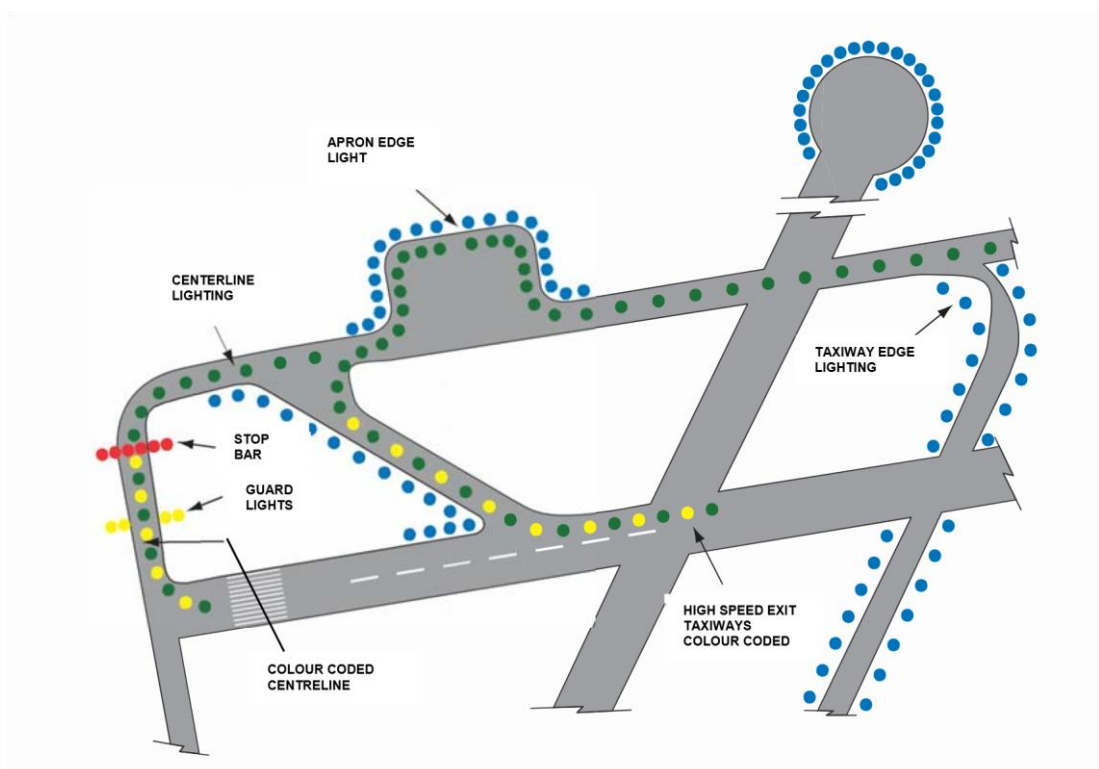 APRON EDGE
LIGHT
CENTERLINE
LIGHTING
TAXIWAY EDGE
LIGHTING
STOP
BAR
GUARD
LIGHTS
HIGH SPEED EXIT
TAXIWAYS
COLOUR CODED
COLOUR CODED
CENTRELINE